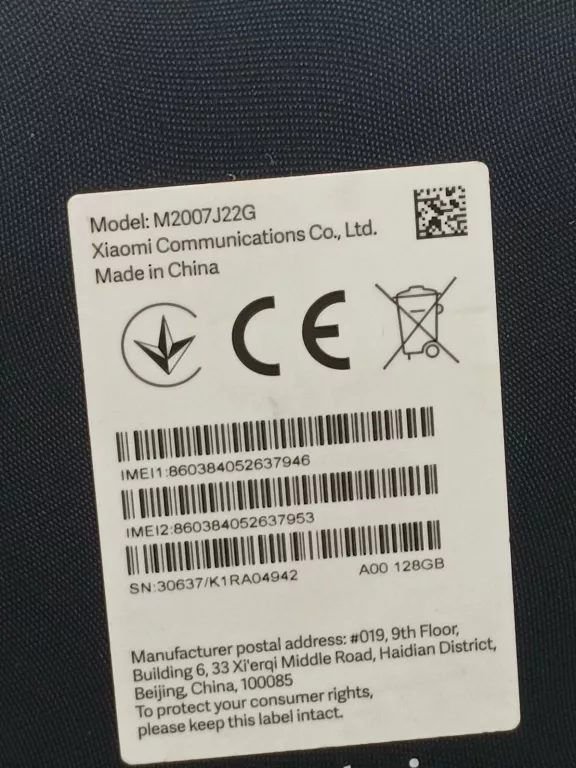 Model: M2007J22G
Xiaomi Communications Co., Ltd.
Made in China
CE
IMEI1:860384052637946
IMEI2:860384052637953
SN:30637/K1RA04942 A00 128GB
Manufacturer postal address: #019, 9th Floor,
Building 6, 33 Xi'erqi Middle Road, Haidian District,
Beijing, China, 100085
To protect your consumer rights,
please keep this label intact.